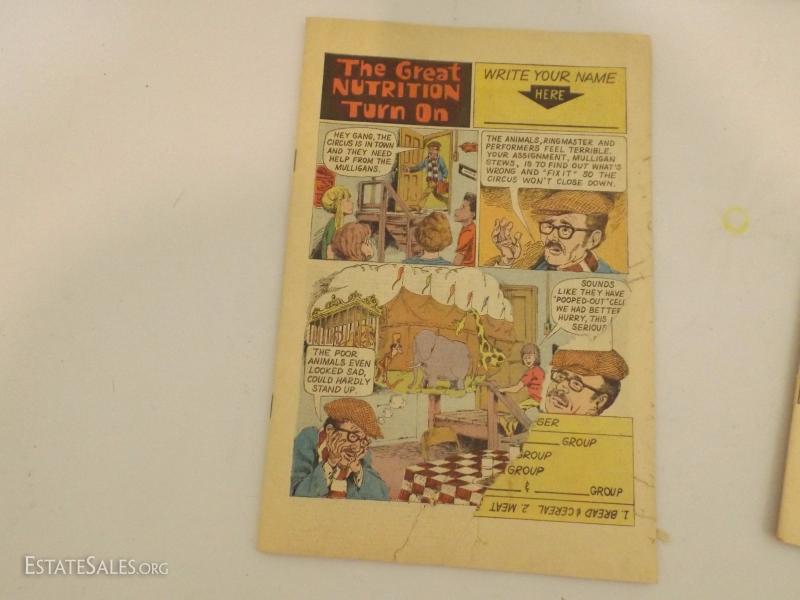 The Great
NUTRITION
Turn On
WRITE YOUR NAME
HERE
HEY GANG, THE
CIRCUS IS IN TOWN
AND THEY NEED
HELP FROM THE
MULLIGANS.
THE ANIMALS, RINGMASTER AND
PERFORMERS FEEL TERRIBLE.
YOUR ASSIGNMENT, MULLIGAN
STEWS, IS TO FIND OUT WHAT'S
WRONG AND "FIX IT" SO THE
CIRCUS WON'T CLOSE DOWN.
SOUNDS
LIKE THEY HAVE
"POOPED-OUT" CEL
WE HAD BETTER
HURRY, THIS I
SERIOUS
THE POOR
ANIMALS EVEN
LOOKED SAD,
COULD HARDLY
STAND UP.
GER
GROUP
GROUP
GROUP
& GROUP
1. BREAD & CEREAL 2. MEAT
ESTATESALES.ORG